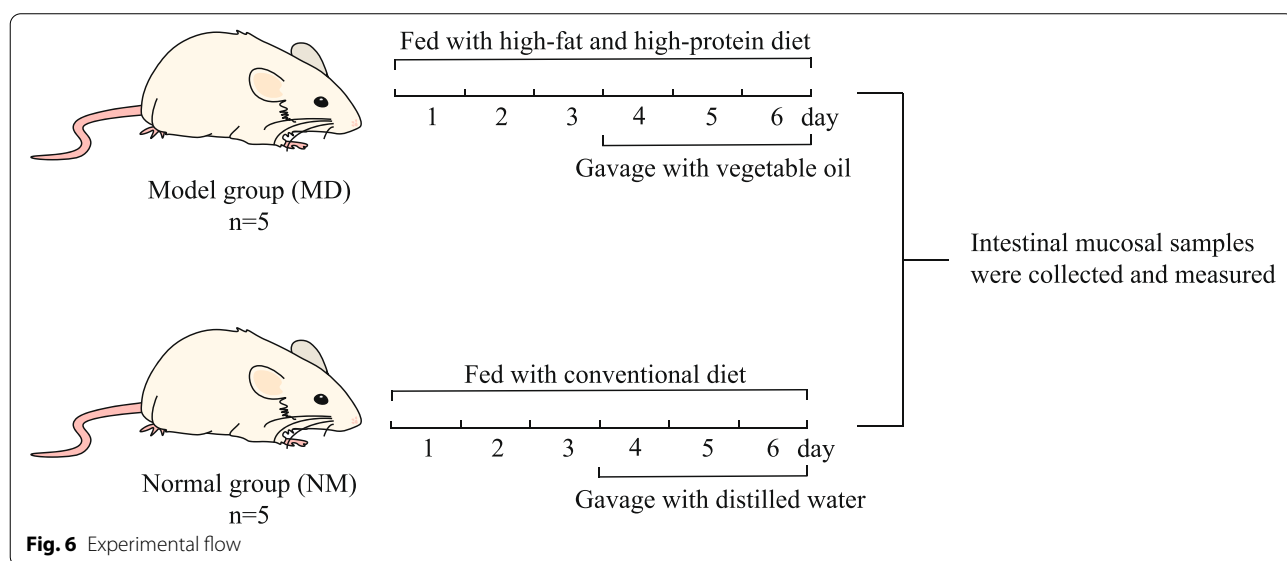 Fed with high-fat and high-protein diet
1 2 3 4 5 6 day
Gavage with vegetable oil
Model group (MD)
n=5
Intestinal mucosal samples
were collected and measured
Fed with conventional diet
1 2 3 4 5 6 day
Gavage with distilled water
Normal group (NM)
n=5
Fig. 6 Experimental flow